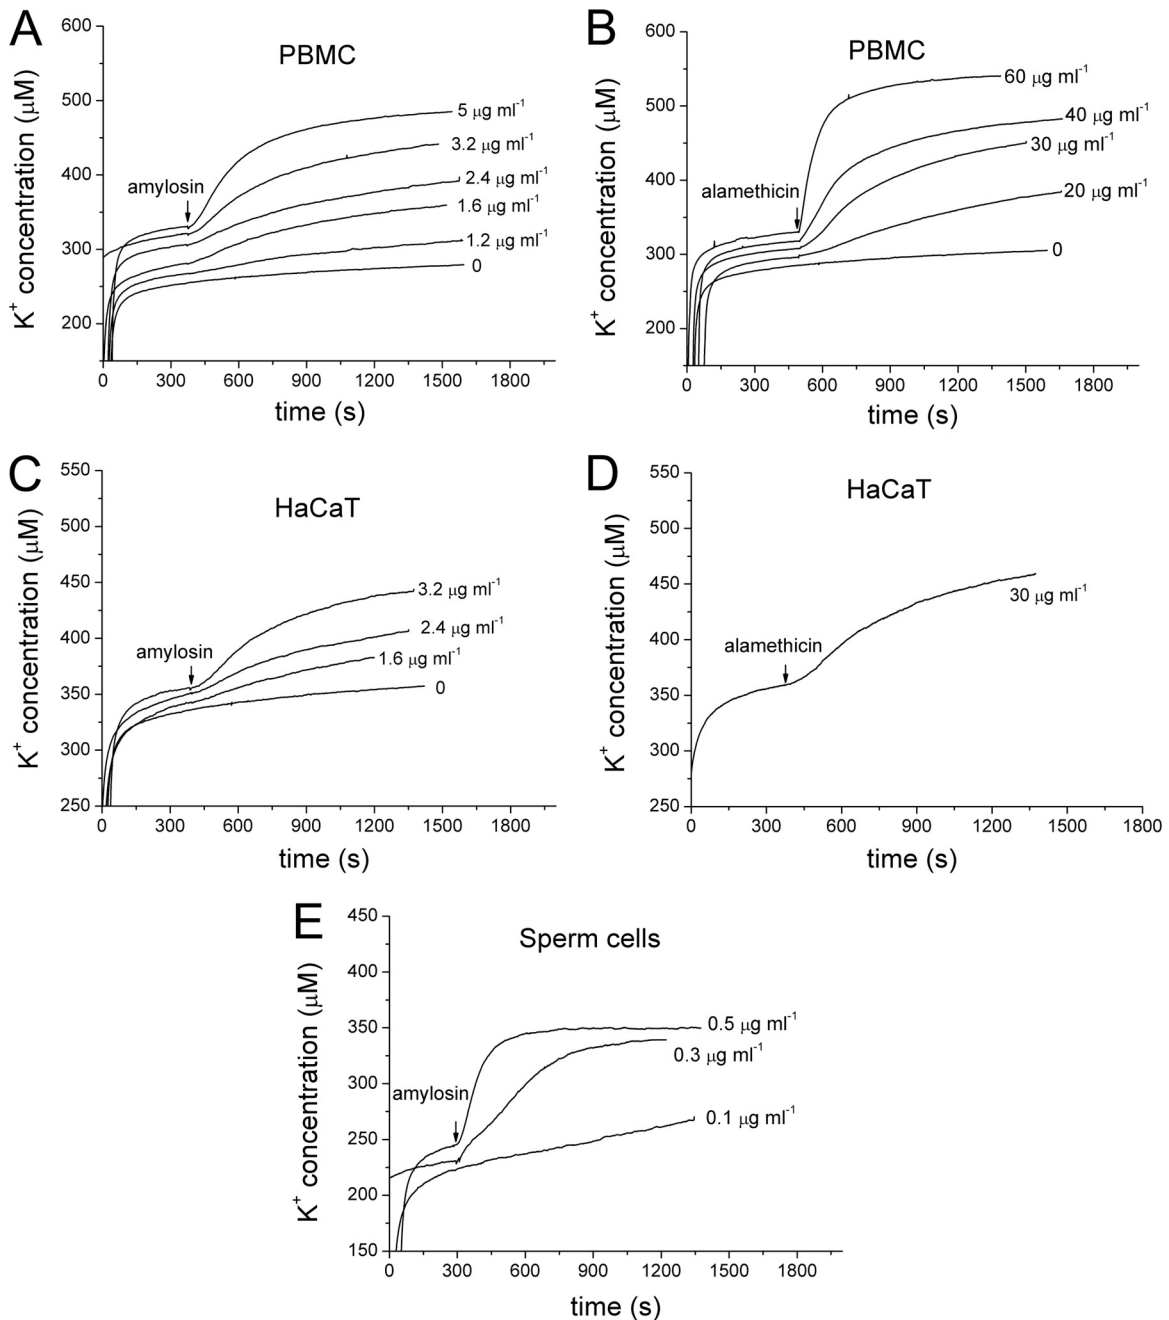 A
PBMC
K⁺ concentration (μM)
600
500
400
300
200
amylosin
5 μg ml⁻¹
3.2 μg ml⁻¹
2.4 μg ml⁻¹
1.6 μg ml⁻¹
1.2 μg ml⁻¹
0
0 300 600 900 1200 1500 1800
time (s)
B
PBMC
K⁺ concentration (μM)
600
500
400
300
200
alamethicin
60 μg ml⁻¹
40 μg ml⁻¹
30 μg ml⁻¹
20 μg ml⁻¹
0
0 300 600 900 1200 1500 1800
time (s)
C
HaCaT
K⁺ concentration (μM)
550
500
450
400
350
300
250
amylosin
3.2 μg ml⁻¹
2.4 μg ml⁻¹
1.6 μg ml⁻¹
0
0 300 600 900 1200 1500 1800
time (s)
D
HaCaT
K⁺ concentration (μM)
550
500
450
400
350
300
250
alamethicin
30 μg ml⁻¹
0 300 600 900 1200 1500 1800
time (s)
E
Sperm cells
K⁺ concentration (μM)
450
400
350
300
250
200
150
amylosin
0.5 μg ml⁻¹
0.3 μg ml⁻¹
0.1 μg ml⁻¹
0 300 600 900 1200 1500 1800
time (s)